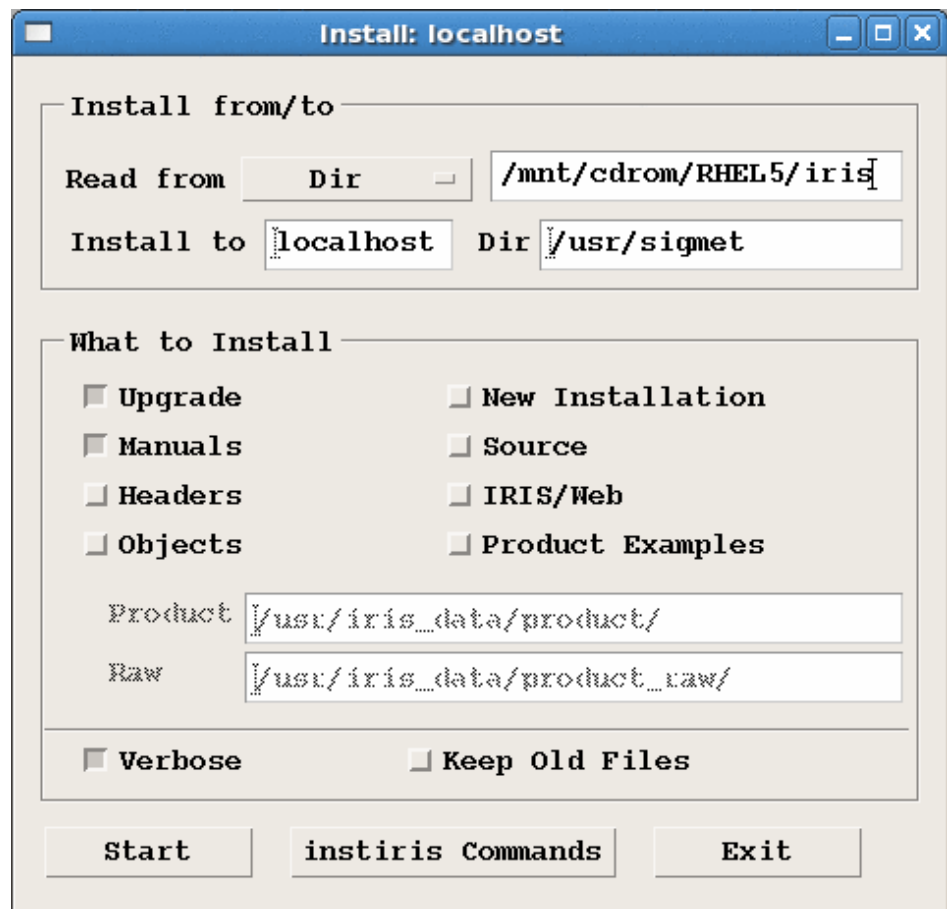 Install: localhost
Install from/to
Read from Dir /mnt/cdrom/RHEL5/iris
Install to localhost Dir /usr/sigmet
What to Install
Upgrade New Installation
Manuals Source
Headers IRIS/Web
Objects Product Examples
Product /usr/iris_data/product/
Raw /usr/iris_data/product_raw/
Verbose Keep Old Files
Start instiris Commands Exit